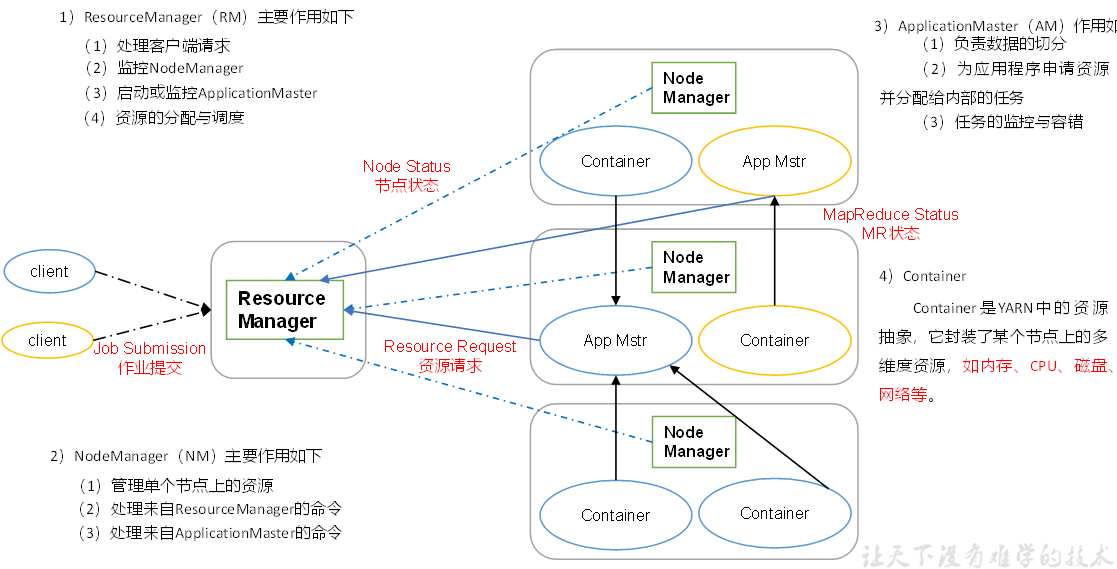 1）ResourceManager（RM）主要作用如下
（1）处理客户端请求
（2）监控NodeManager
（3）启动或监控ApplicationMaster
（4）资源的分配与调度
3）ApplicationMaster（AM）作用如
（1）负责数据的切分
（2）为应用程序申请资源
并分配给内部的任务
（3）任务的监控与容错
Node
Manager
Container
App Mstr
Node Status
节点状态
MapReduce Status
MR状态
client
client
Job Submission
作业提交
Resource
Manager
Resource Request
资源请求
Node
Manager
App Mstr
Container
4）Container
Container是YARN中的资源
抽象，它封装了某个节点上的多
维度资源，如内存、CPU、磁盘、
网络等。
Node
Manager
Container
Container
2）NodeManager（NM）主要作用如下
（1）管理单个节点上的资源
（2）处理来自ResourceManager的命令
（3）处理来自ApplicationMaster的命令
让天下没有难学的技术